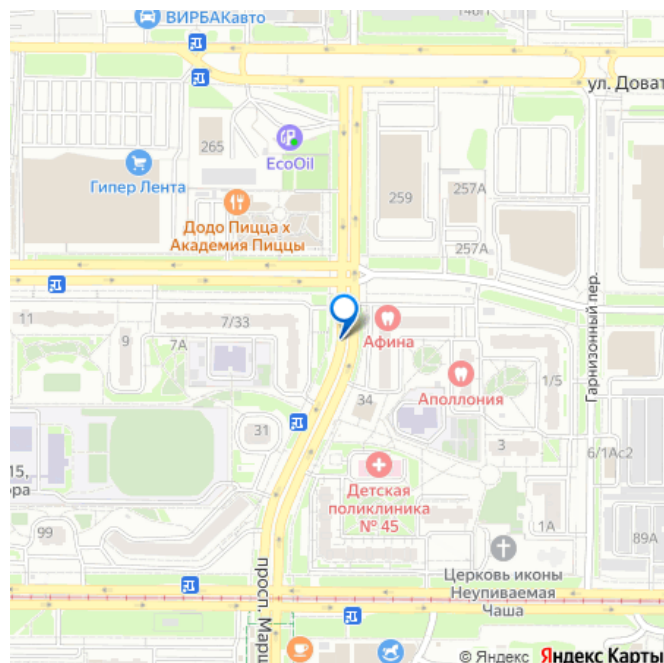 ВИРБАКавто
146П
ул. Доват
265
EcoOil
Гипер Лента
259
257А
Додо Пицца х
Академия Пиццы
257А
Гарнизонный пер.
11
7/33
9
7А
Афина
Аполлония
1/5
34
31
3
6/1Ас2
15,
ора
Детская
поликлиника
№ 45
99
1А
89А
просп. Марш
Церковь иконы
Неупиваемая
Чаша
© Яндекс Яндекс Карты